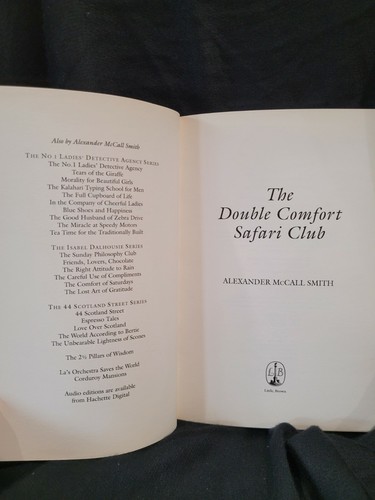 Also by Alexander McCall Smith
THE NO.1 LADIES' DETECTIVE AGENCY SERIES
The No.1 Ladies' Detective Agency
Tears of the Giraffe
Morality for Beautiful Girls
The Kalahari Typing School for Men
The Full Cupboard of Life
In the Company of Cheerful Ladies
Blue Shoes and Happiness
The Good Husband of Zebra Drive
The Miracle at Speedy Motors
Tea Time for the Traditionally Built
THE ISABEL DALHOUSIE SERIES
The Sunday Philosophy Club
Friends, Lovers, Chocolate
The Right Attitude to Rain
The Careful Use of Compliments
The Comfort of Saturdays
The Lost Art of Gratitude
THE 44 SCOTLAND STREET SERIES
44 Scotland Street
Espresso Tales
Love Over Scotland
The World According to Bertie
The Unbearable Lightness of Scones
The 2½ Pillars of Wisdom
La's Orchestra Saves the World
Corduroy Mansions
Audio editions are available
from Hachette Digital
The
Double Comfort
Safari Club
ALEXANDER McCALL SMITH
L B
Little, Brown